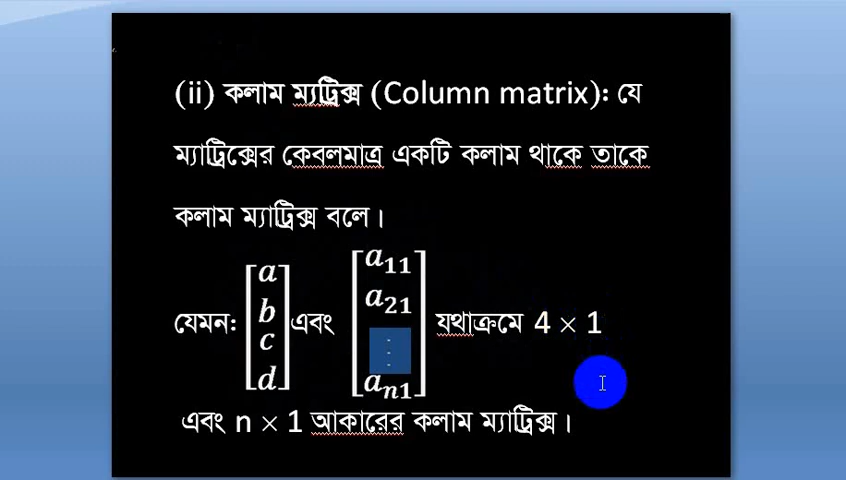 (ii) কলাম ম্যাট্রিক্স (Column matrix): যে
ম্যাট্রিক্সের কেবলমাত্র একটি কলাম থাকে তাকে
কলাম ম্যাট্রিক্স বলে।
যেমন: [a b c d] এবং [a₁₁ a₂₁ ⋮ aₙ₁] যথাক্রমে 4 × 1
এবং n × 1 আকারের কলাম ম্যাট্রিক্স।